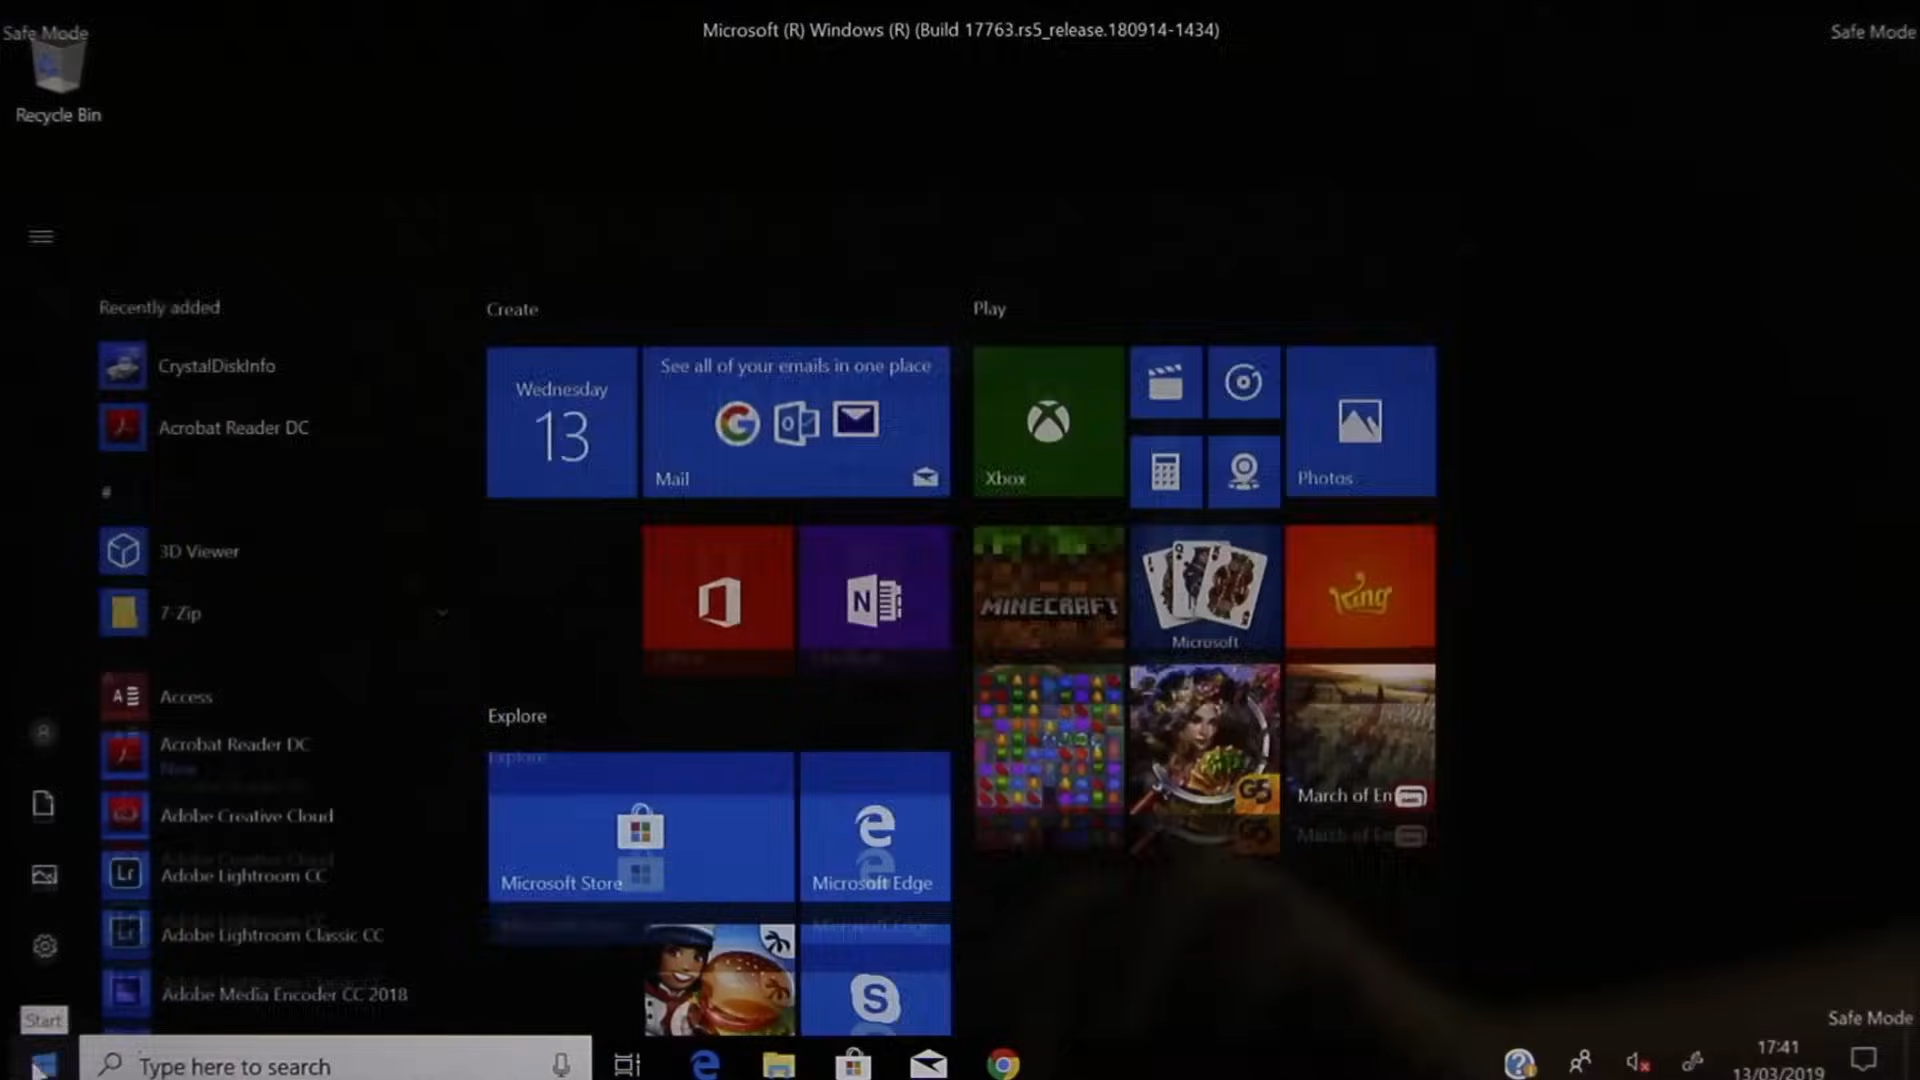 Safe Mode
Microsoft (R) Windows (R) (Build 17763.rs5_release.180914-1434)
Safe Mode
Recycle Bin
Recently added
CrystalDiskInfo
Acrobat Reader DC
#
3D Viewer
7-Zip
A
Access
Acrobat Reader DC
New
Adobe Creative Cloud
Adobe Lightroom CC
Adobe Lightroom Classic CC
Adobe Media Encoder CC 2018
Create
Wednesday
13
See all of your emails in one place
Mail
Explore
Microsoft Store
Microsoft Edge
Play
Xbox
Photos
MINECRAFT
Microsoft
King
G5
March of Em
Start
Type here to search
Safe Mode
17:41
13/03/2019